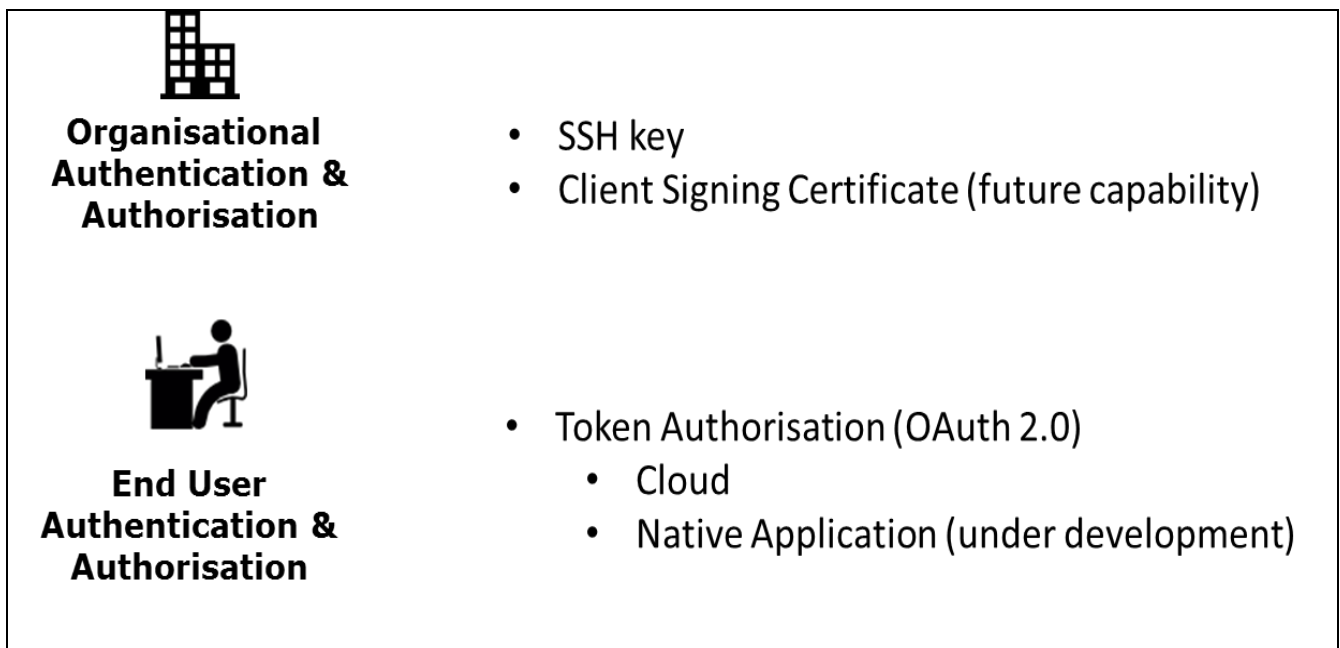 Organisational
Authentication &
Authorisation
• SSH key
• Client Signing Certificate (future capability)
End User
Authentication &
Authorisation
• Token Authorisation (OAuth 2.0)
• Cloud
• Native Application (under development)